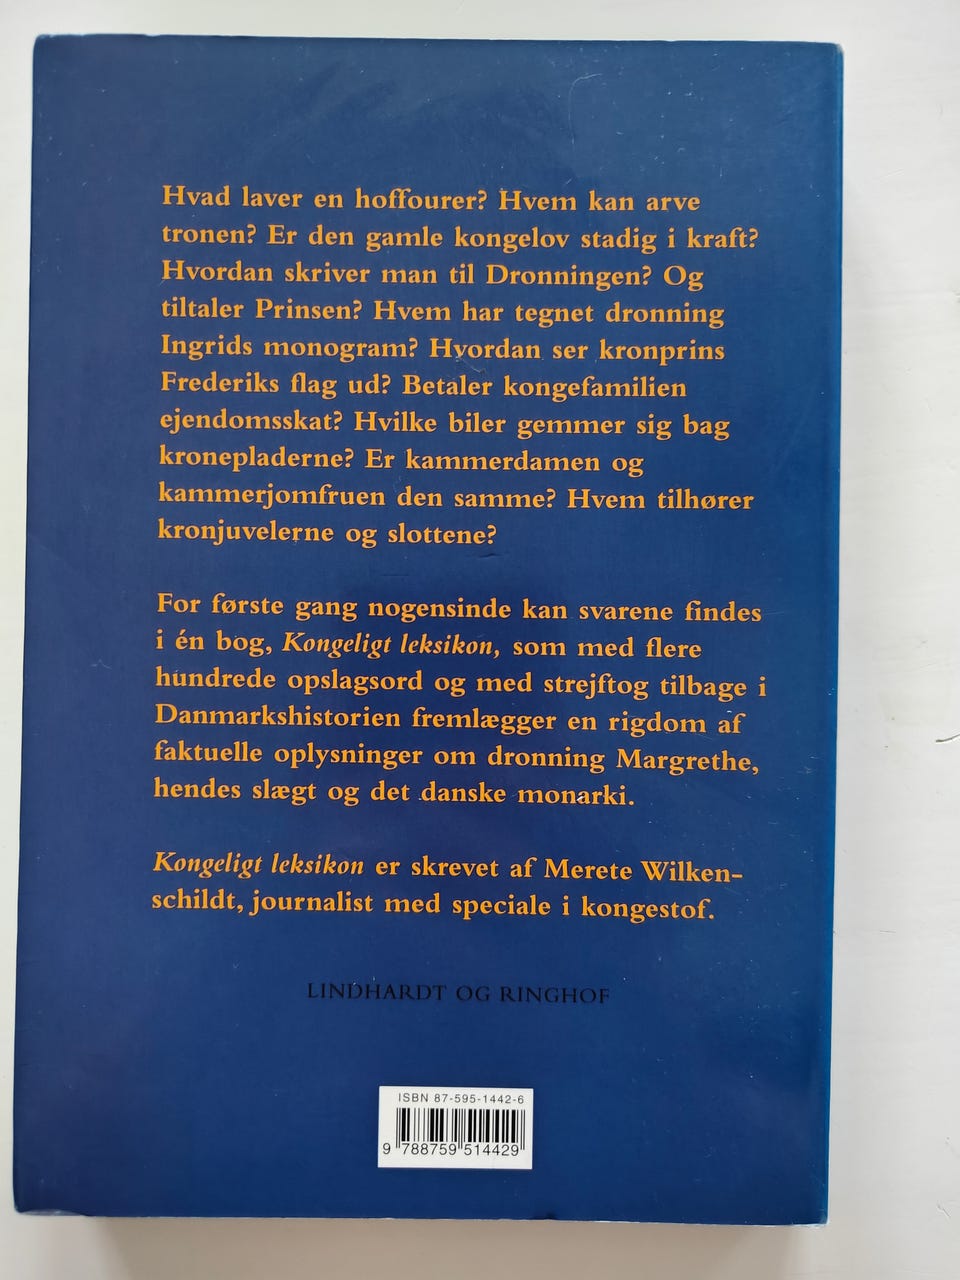 Hvad laver en hoffourer? Hvem kan arve
tronen? Er den gamle kongelov stadig i kraft?
Hvordan skriver man til Dronningen? Og
tiltaler Prinsen? Hvem har tegnet dronning
Ingrids monogram? Hvordan ser kronprins
Frederiks flag ud? Betaler kongefamilien
ejendomsskat? Hvilke biler gemmer sig bag
kronepladerne? Er kammerdamen og
kammerjomfruen den samme? Hvem tilhører
kronjuvelerne og slottene?
For første gang nogensinde kan svarene findes
i én bog, Kongeligt leksikon, som med flere
hundrede opslagsord og med strejftog tilbage i
Danmarkshistorien fremlægger en rigdom af
faktuelle oplysninger om dronning Margrethe,
hendes slægt og det danske monarki.
Kongeligt leksikon er skrevet af Merete Wilken-
schildt, journalist med speciale i kongestof.
LINDHARDT OG RINGHOF
ISBN 87-595-1442-6
9 788759 514429